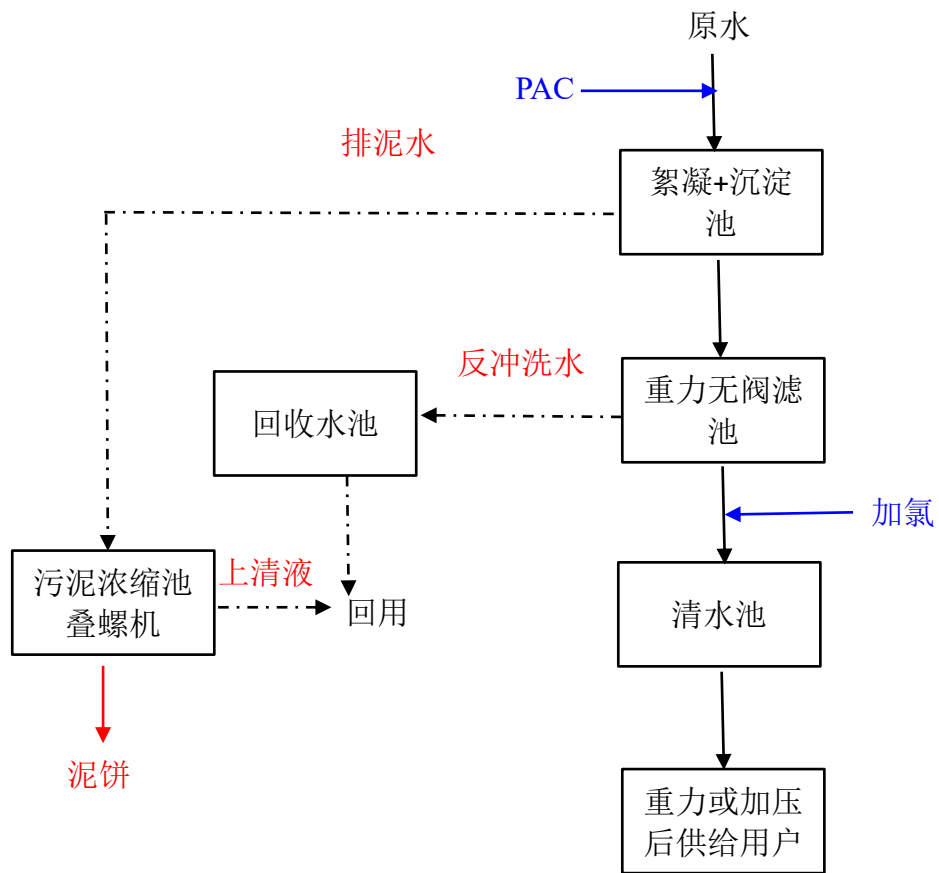 原水
PAC
排泥水
絮凝+沉淀
池
反冲洗水
回收水池
重力无阀滤
池
加氯
污泥浓缩池
叠螺机
上清液
回用
清水池
泥饼
重力或加压
后供给用户